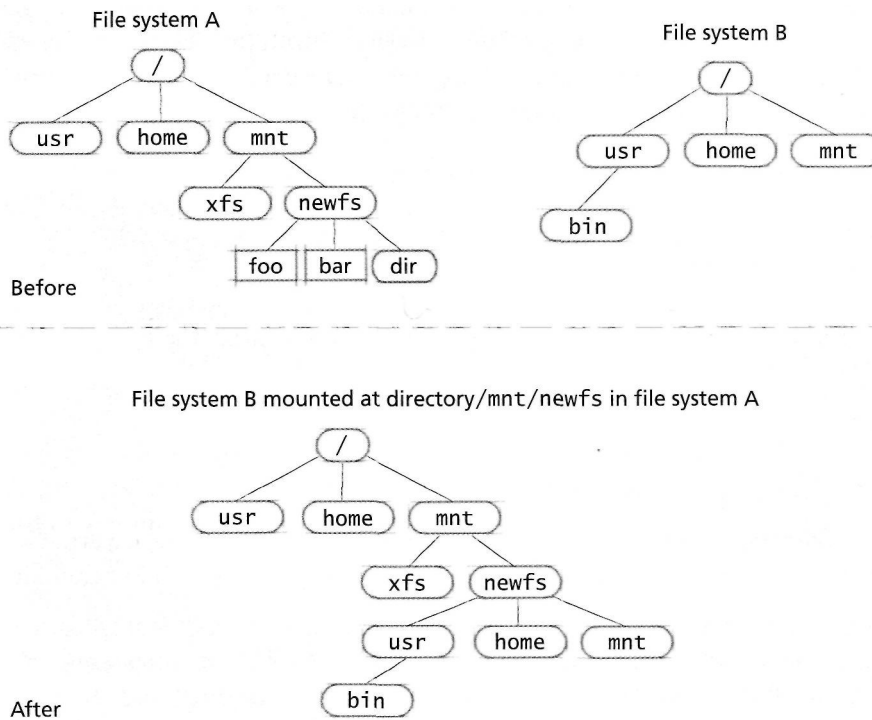 File system A
File system B
/
/
usr home mnt
usr home mnt
xfs newfs
bin
foo bar dir
Before
File system B mounted at directory/mnt/newfs in file system A
/
usr home mnt
xfs newfs
usr home mnt
bin
After